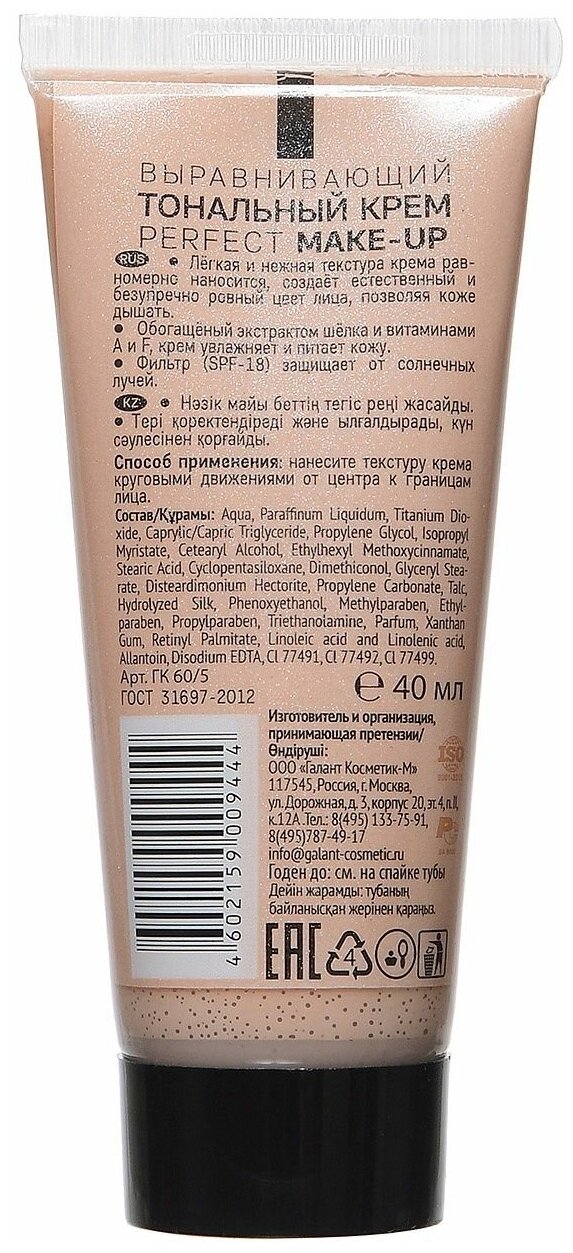 ВЫРАВНИВАЮЩИЙ
ТОНАЛЬНЫЙ КРЕМ
PERFECT MAKE-UP
RUS • Лёгкая и нежная текстура крема рав-
номерно наносится, создаёт естественный и
безупречно ровный цвет лица, позволяя коже
дышать.
• Обогащёный экстрактом шёлка и витаминами
А и F, крем увлажняет и питает кожу.
• Фильтр (SPF-18) защищает от солнечных
лучей.
KZ • Нәзік майы беттің тегіс реңі жасайды.
• Тері қоректендіреді және ылғалдырады, күн
сәулесінен қорғайды.
Способ применения: нанесите текстуру крема
круговыми движениями от центра к границам
лица.
Состав/Құрамы: Aqua, Paraffinum Liquidum, Titanium Dio-
xide, Caprylic/Capric Triglyceride, Propylene Glycol, Isopropyl
Myristate, Cetearyl Alcohol, Ethylhexyl Methoxycinnamate,
Stearic Acid, Cyclopentasiloxane, Dimethiconol, Glyceryl Stea-
rate, Disteardimonium Hectorite, Propylene Carbonate, Talc,
Hydrolyzed Silk, Phenoxyethanol, Methylparaben, Ethyl-
paraben, Propylparaben, Triethanolamine, Parfum, Xanthan
Gum, Retinyl Palmitate, Linoleic acid and Linolenic acid,
Allantoin, Disodium EDTA, CI 77491, CI 77492, CI 77499.
Арт. ГК 60/5
ГОСТ 31697-2012
℮ 40 мл
Изготовитель и организация,
принимающая претензии/
Өндіруші:
ООО «Галант Косметик-М»
117545, Россия, г. Москва,
ул. Дорожная, д. 3, корпус 20, эт. 4, п. II,
к.12А. Тел.: 8(495) 133-75-91,
8(495)787-49-17
info@galant-cosmetic.ru
Годен до: см. на спайке тубы
Дейін жарамды: тубаның
байланысқан жерінен қараңыз.
ISO
РС
4 602159 009444
EAC
4